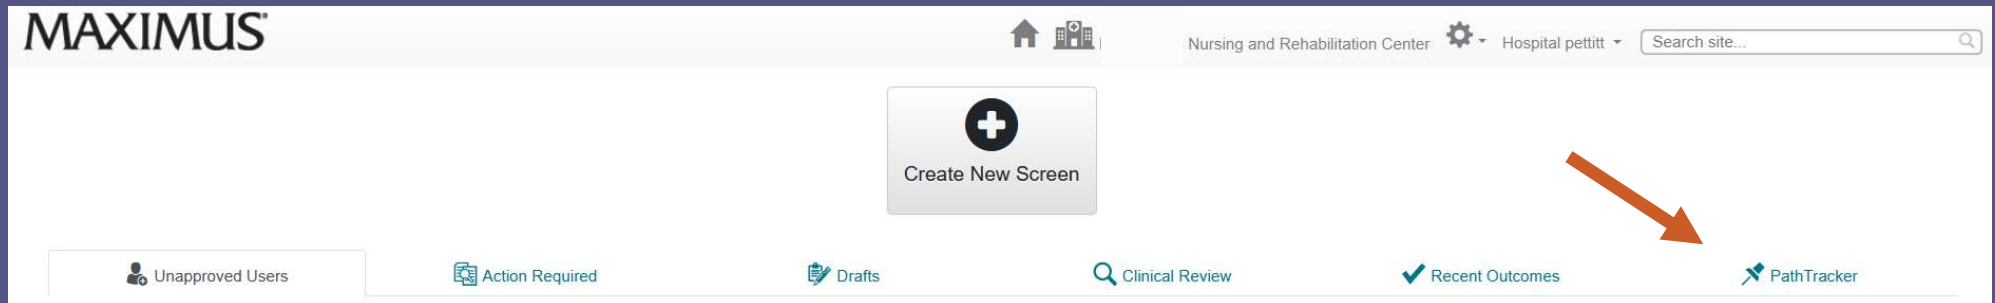 MAXIMUS
Nursing and Rehabilitation Center
Hospital pettitt
Search site...
Create New Screen
Unapproved Users
Action Required
Drafts
Clinical Review
Recent Outcomes
PathTracker